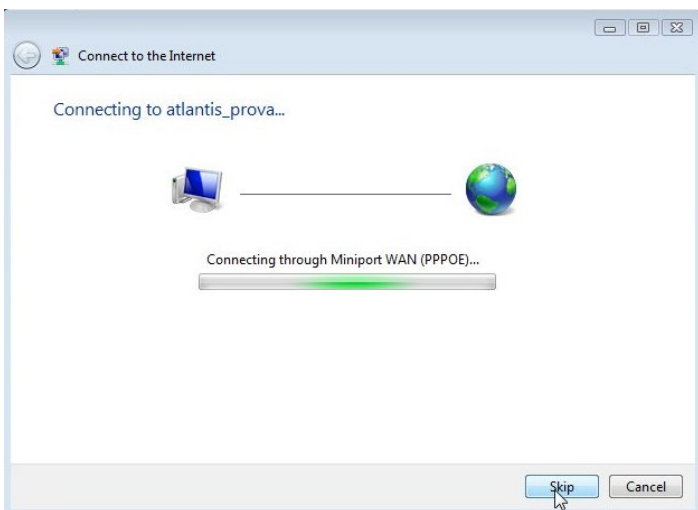 Connect to the Internet
Connecting to atlantis_prova...
Connecting through Miniport WAN (PPPOE)...
Skip
Cancel